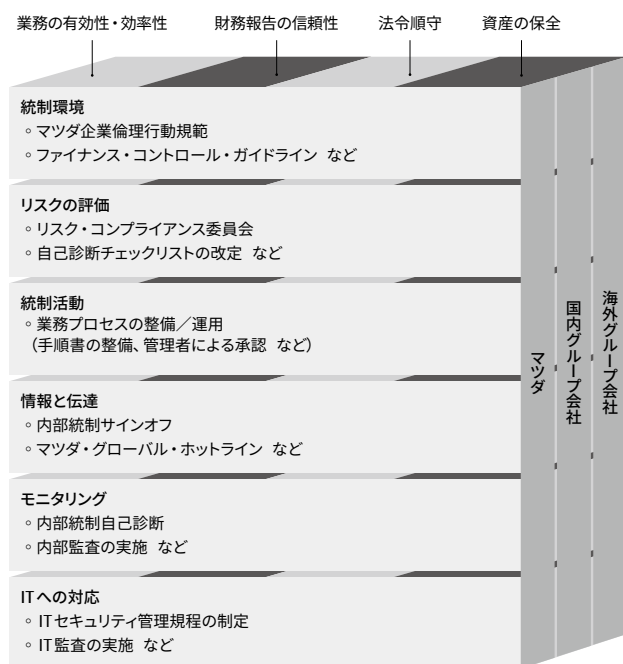 業務の有効性・効率性 財務報告の信頼性 法令順守 資産の保全
統制環境
◦ マツダ企業倫理行動規範
◦ ファイナンス・コントロール・ガイドライン など
リスクの評価
◦ リスク・コンプライアンス委員会
◦ 自己診断チェックリストの改定 など
統制活動
◦ 業務プロセスの整備／運用
（手順書の整備、管理者による承認 など）
情報と伝達
◦ 内部統制サインオフ
◦ マツダ・グローバル・ホットライン など
モニタリング
◦ 内部統制自己診断
◦ 内部監査の実施 など
ITへの対応
◦ ITセキュリティ管理規程の制定
◦ IT監査の実施 など
マツダ
国内グループ会社
海外グループ会社